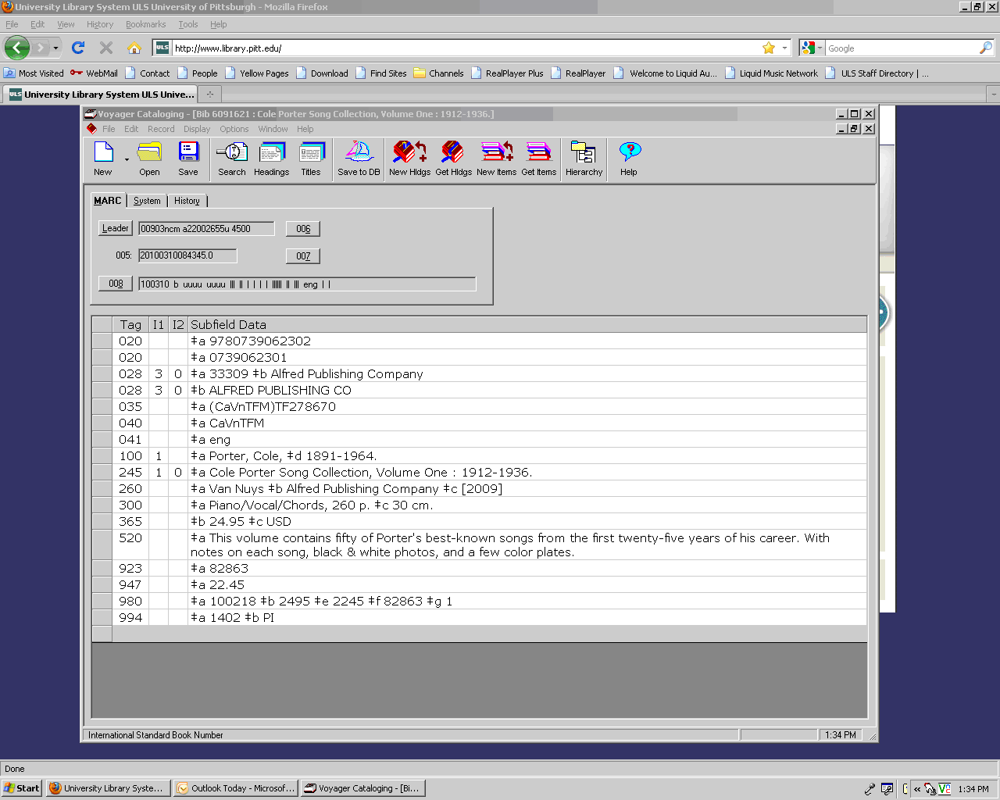 University Library System ULS University of Pittsburgh - Mozilla Firefox
File Edit View History Bookmarks Tools Help
ULS http://www.library.pitt.edu/ Google
Most Visited WebMail Contact People Yellow Pages Download Find Sites Channels RealPlayer Plus RealPlayer Welcome to Liquid Au... Liquid Music Network ULS Staff Directory | ...
ULS University Library System ULS Unive...
Voyager Cataloging - [Bib 6091621 : Cole Porter Song Collection, Volume One : 1912-1936.]
File Edit Record Display Options Window Help
New Open Save Search Headings Titles Save to DB New Hldgs Get Hldgs New Items Get Items Hierarchy Help
MARC System History
Leader 00903ncm a22002655u 4500 006
005: 20100310084345.0 007
008 100310 b uuuu uuuu ||| || | | | | |||||| || ||| eng | |
Tag I1 I2 Subfield Data
020 ‡a 9780739062302
020 ‡a 0739062301
028 3 0 ‡a 33309 ‡b Alfred Publishing Company
028 3 0 ‡b ALFRED PUBLISHING CO
035 ‡a (CaVnTFM)TF278670
040 ‡a CaVnTFM
041 ‡a eng
100 1 ‡a Porter, Cole, ‡d 1891-1964.
245 1 0 ‡a Cole Porter Song Collection, Volume One : 1912-1936.
260 ‡a Van Nuys ‡b Alfred Publishing Company ‡c [2009]
300 ‡a Piano/Vocal/Chords, 260 p. ‡c 30 cm.
365 ‡b 24.95 ‡c USD
520 ‡a This volume contains fifty of Porter's best-known songs from the first twenty-five years of his career. With
notes on each song, black & white photos, and a few color plates.
923 ‡a 82863
947 ‡a 22.45
980 ‡a 100218 ‡b 2495 ‡e 2245 ‡f 82863 ‡g 1
994 ‡a 1402 ‡b PI
International Standard Book Number 1:34 PM
Done
Start University Library Syste... Outlook Today - Microsof... Voyager Cataloging - [Bi... « 1:34 PM